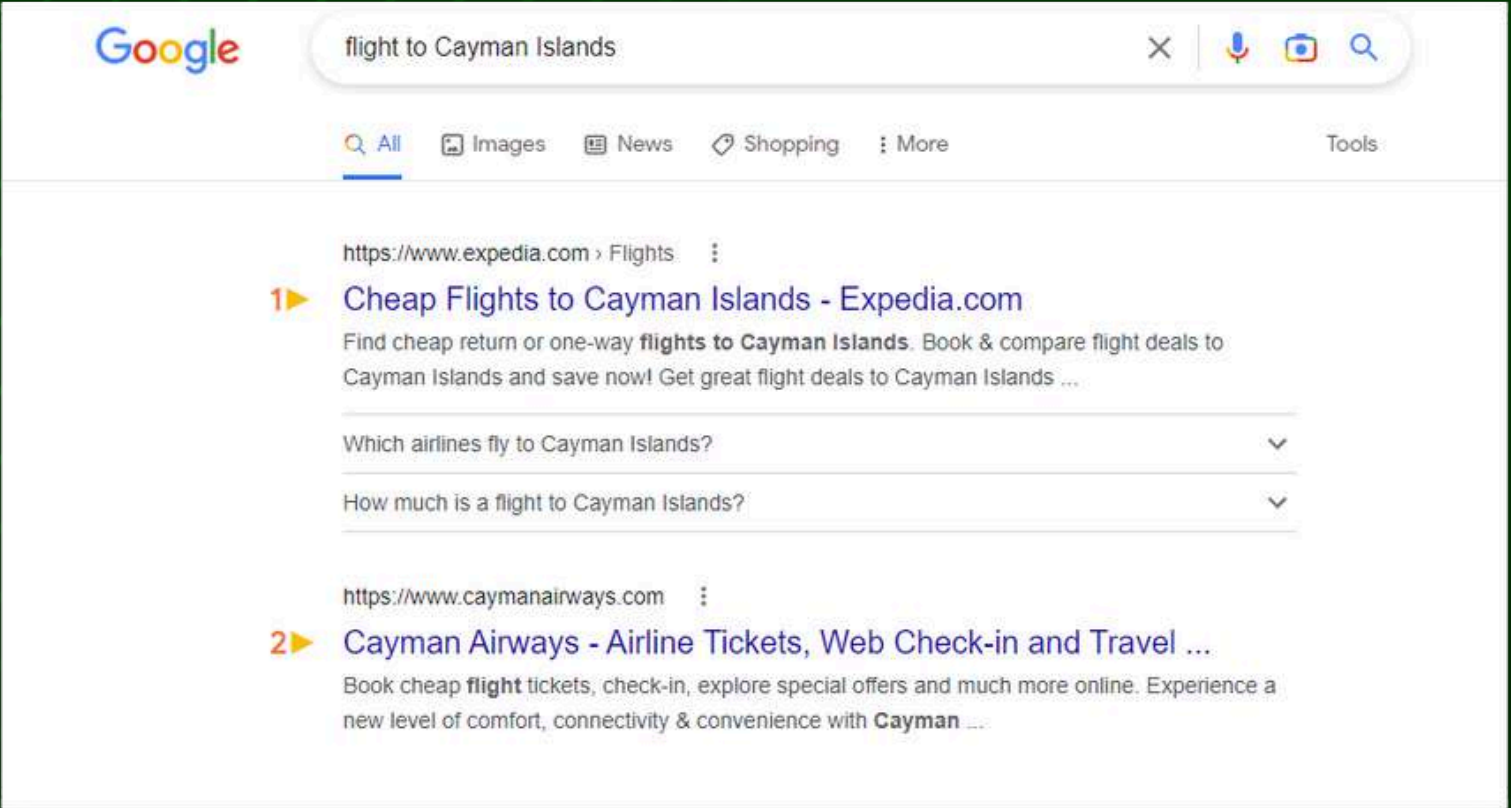 Google
flight to Cayman Islands
All Images News Shopping More Tools
https://www.expedia.com › Flights
1 Cheap Flights to Cayman Islands - Expedia.com
Find cheap return or one-way flights to Cayman Islands. Book & compare flight deals to
Cayman Islands and save now! Get great flight deals to Cayman Islands ...
Which airlines fly to Cayman Islands?
How much is a flight to Cayman Islands?
https://www.caymanairways.com
2 Cayman Airways - Airline Tickets, Web Check-in and Travel ...
Book cheap flight tickets, check-in, explore special offers and much more online. Experience a
new level of comfort, connectivity & convenience with Cayman ...